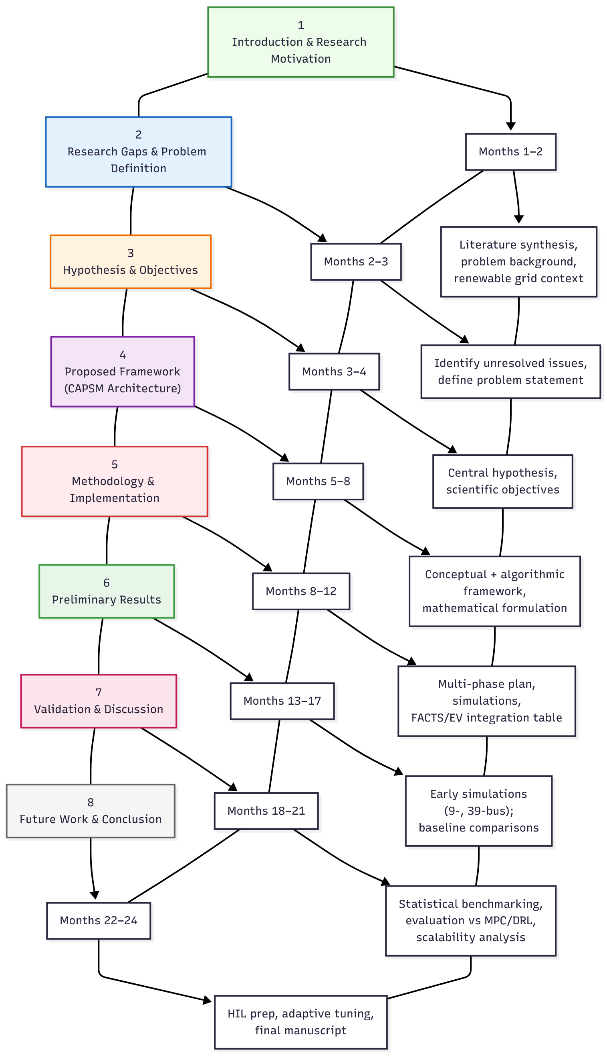 1
Introduction & Research
Motivation
2
Research Gaps & Problem
Definition
Months 1–2
3
Hypothesis & Objectives
Months 2–3
Literature synthesis,
problem background,
renewable grid context
4
Proposed Framework
(CAPSM Architecture)
Months 3–4
Identify unresolved issues,
define problem statement
5
Methodology &
Implementation
Months 5–8
Central hypothesis,
scientific objectives
6
Preliminary Results
Months 8–12
Conceptual + algorithmic
framework,
mathematical formulation
7
Validation & Discussion
Months 13–17
Multi-phase plan,
simulations,
FACTS/EV integration table
8
Future Work & Conclusion
Months 18–21
Early simulations
(9-, 39-bus);
baseline comparisons
Months 22–24
Statistical benchmarking,
evaluation vs MPC/DRL,
scalability analysis
HIL prep, adaptive tuning,
final manuscript